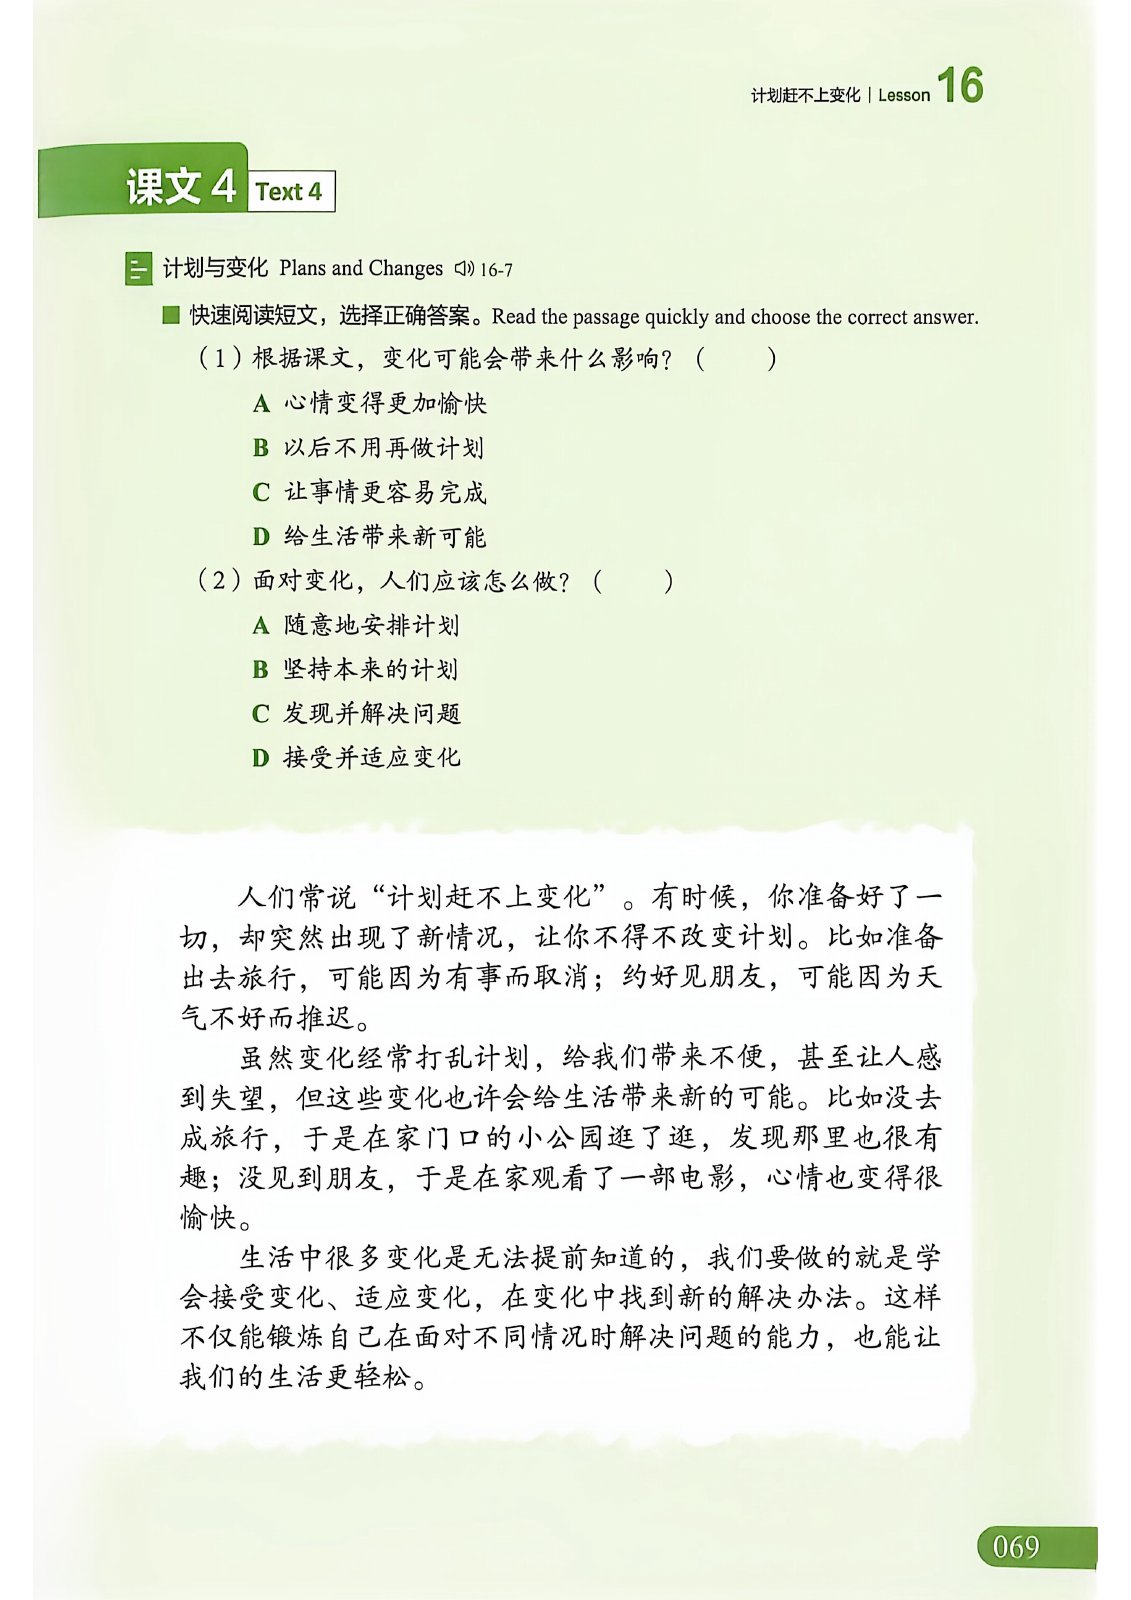 计划赶不上变化 | Lesson 16
课文 4 Text 4
计划与变化 Plans and Changes 16-7
快速阅读短文，选择正确答案。Read the passage quickly and choose the correct answer.
（1）根据课文，变化可能会带来什么影响？（ ）
A 心情变得更加愉快
B 以后不用再做计划
C 让事情更容易完成
D 给生活带来新可能
（2）面对变化，人们应该怎么做？（ ）
A 随意地安排计划
B 坚持本来的计划
C 发现并解决问题
D 接受并适应变化
人们常说“计划赶不上变化”。有时候，你准备好了一
切，却突然出现了新情况，让你不得不改变计划。比如准备
出去旅行，可能因为有事而取消；约好见朋友，可能因为天
气不好而推迟。
虽然变化经常打乱计划，给我们带来不便，甚至让人感
到失望，但这些变化也许会给生活带来新的可能。比如没去
成旅行，于是在家门口的小公园逛了逛，发现那里也很有
趣；没见到朋友，于是在家观看了一部电影，心情也变得很
愉快。
生活中很多变化是无法提前知道的，我们要做的就是学
会接受变化、适应变化，在变化中找到新的解决办法。这样
不仅能锻炼自己在面对不同情况时解决问题的能力，也能让
我们的生活更轻松。
069